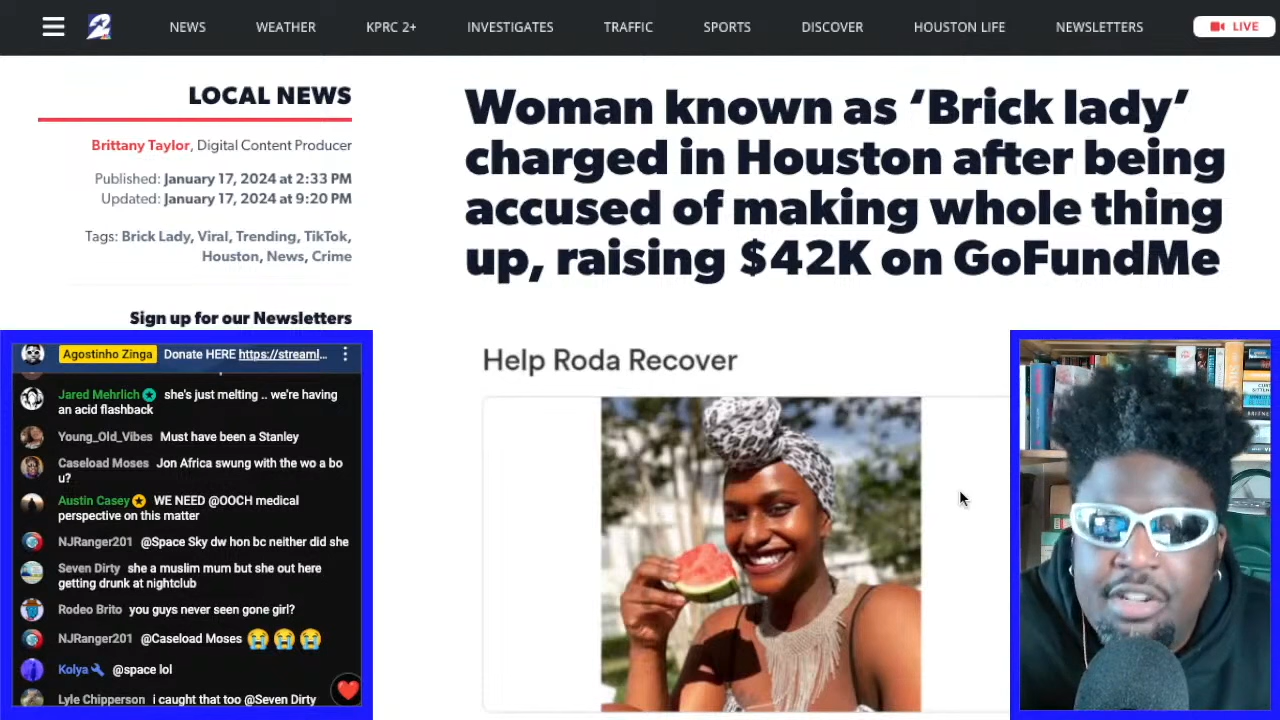 NEWS
WEATHER
KPRC 2+
INVESTIGATES
TRAFFIC
SPORTS
DISCOVER
HOUSTON LIFE
NEWSLETTERS
LIVE
LOCAL NEWS
Brittany Taylor, Digital Content Producer
Published: January 17, 2024 at 2:33 PM
Updated: January 17, 2024 at 9:20 PM
Tags: Brick Lady, Viral, Trending, TikTok,
Houston, News, Crime
Sign up for our Newsletters
Woman known as ‘Brick lady’
charged in Houston after being
accused of making whole thing
up, raising $42K on GoFundMe
Help Roda Recover
Agostinho Zinga Donate HERE https://streaml...
Jared Mehrlich she's just melting .. we're having
an acid flashback
Young_Old_Vibes Must have been a Stanley
Caseload Moses Jon Africa swung with the wo a bo
u?
Austin Casey WE NEED @OOCH medical
perspective on this matter
NJRanger201 @Space Sky dw hon bc neither did she
Seven Dirty she a muslim mum but she out here
getting drunk at nightclub
Rodeo Brito you guys never seen gone girl?
NJRanger201 @Caseload Moses 😭😭😭
Kolya @space lol
Lyle Chipperson i caught that too @Seven Dirty